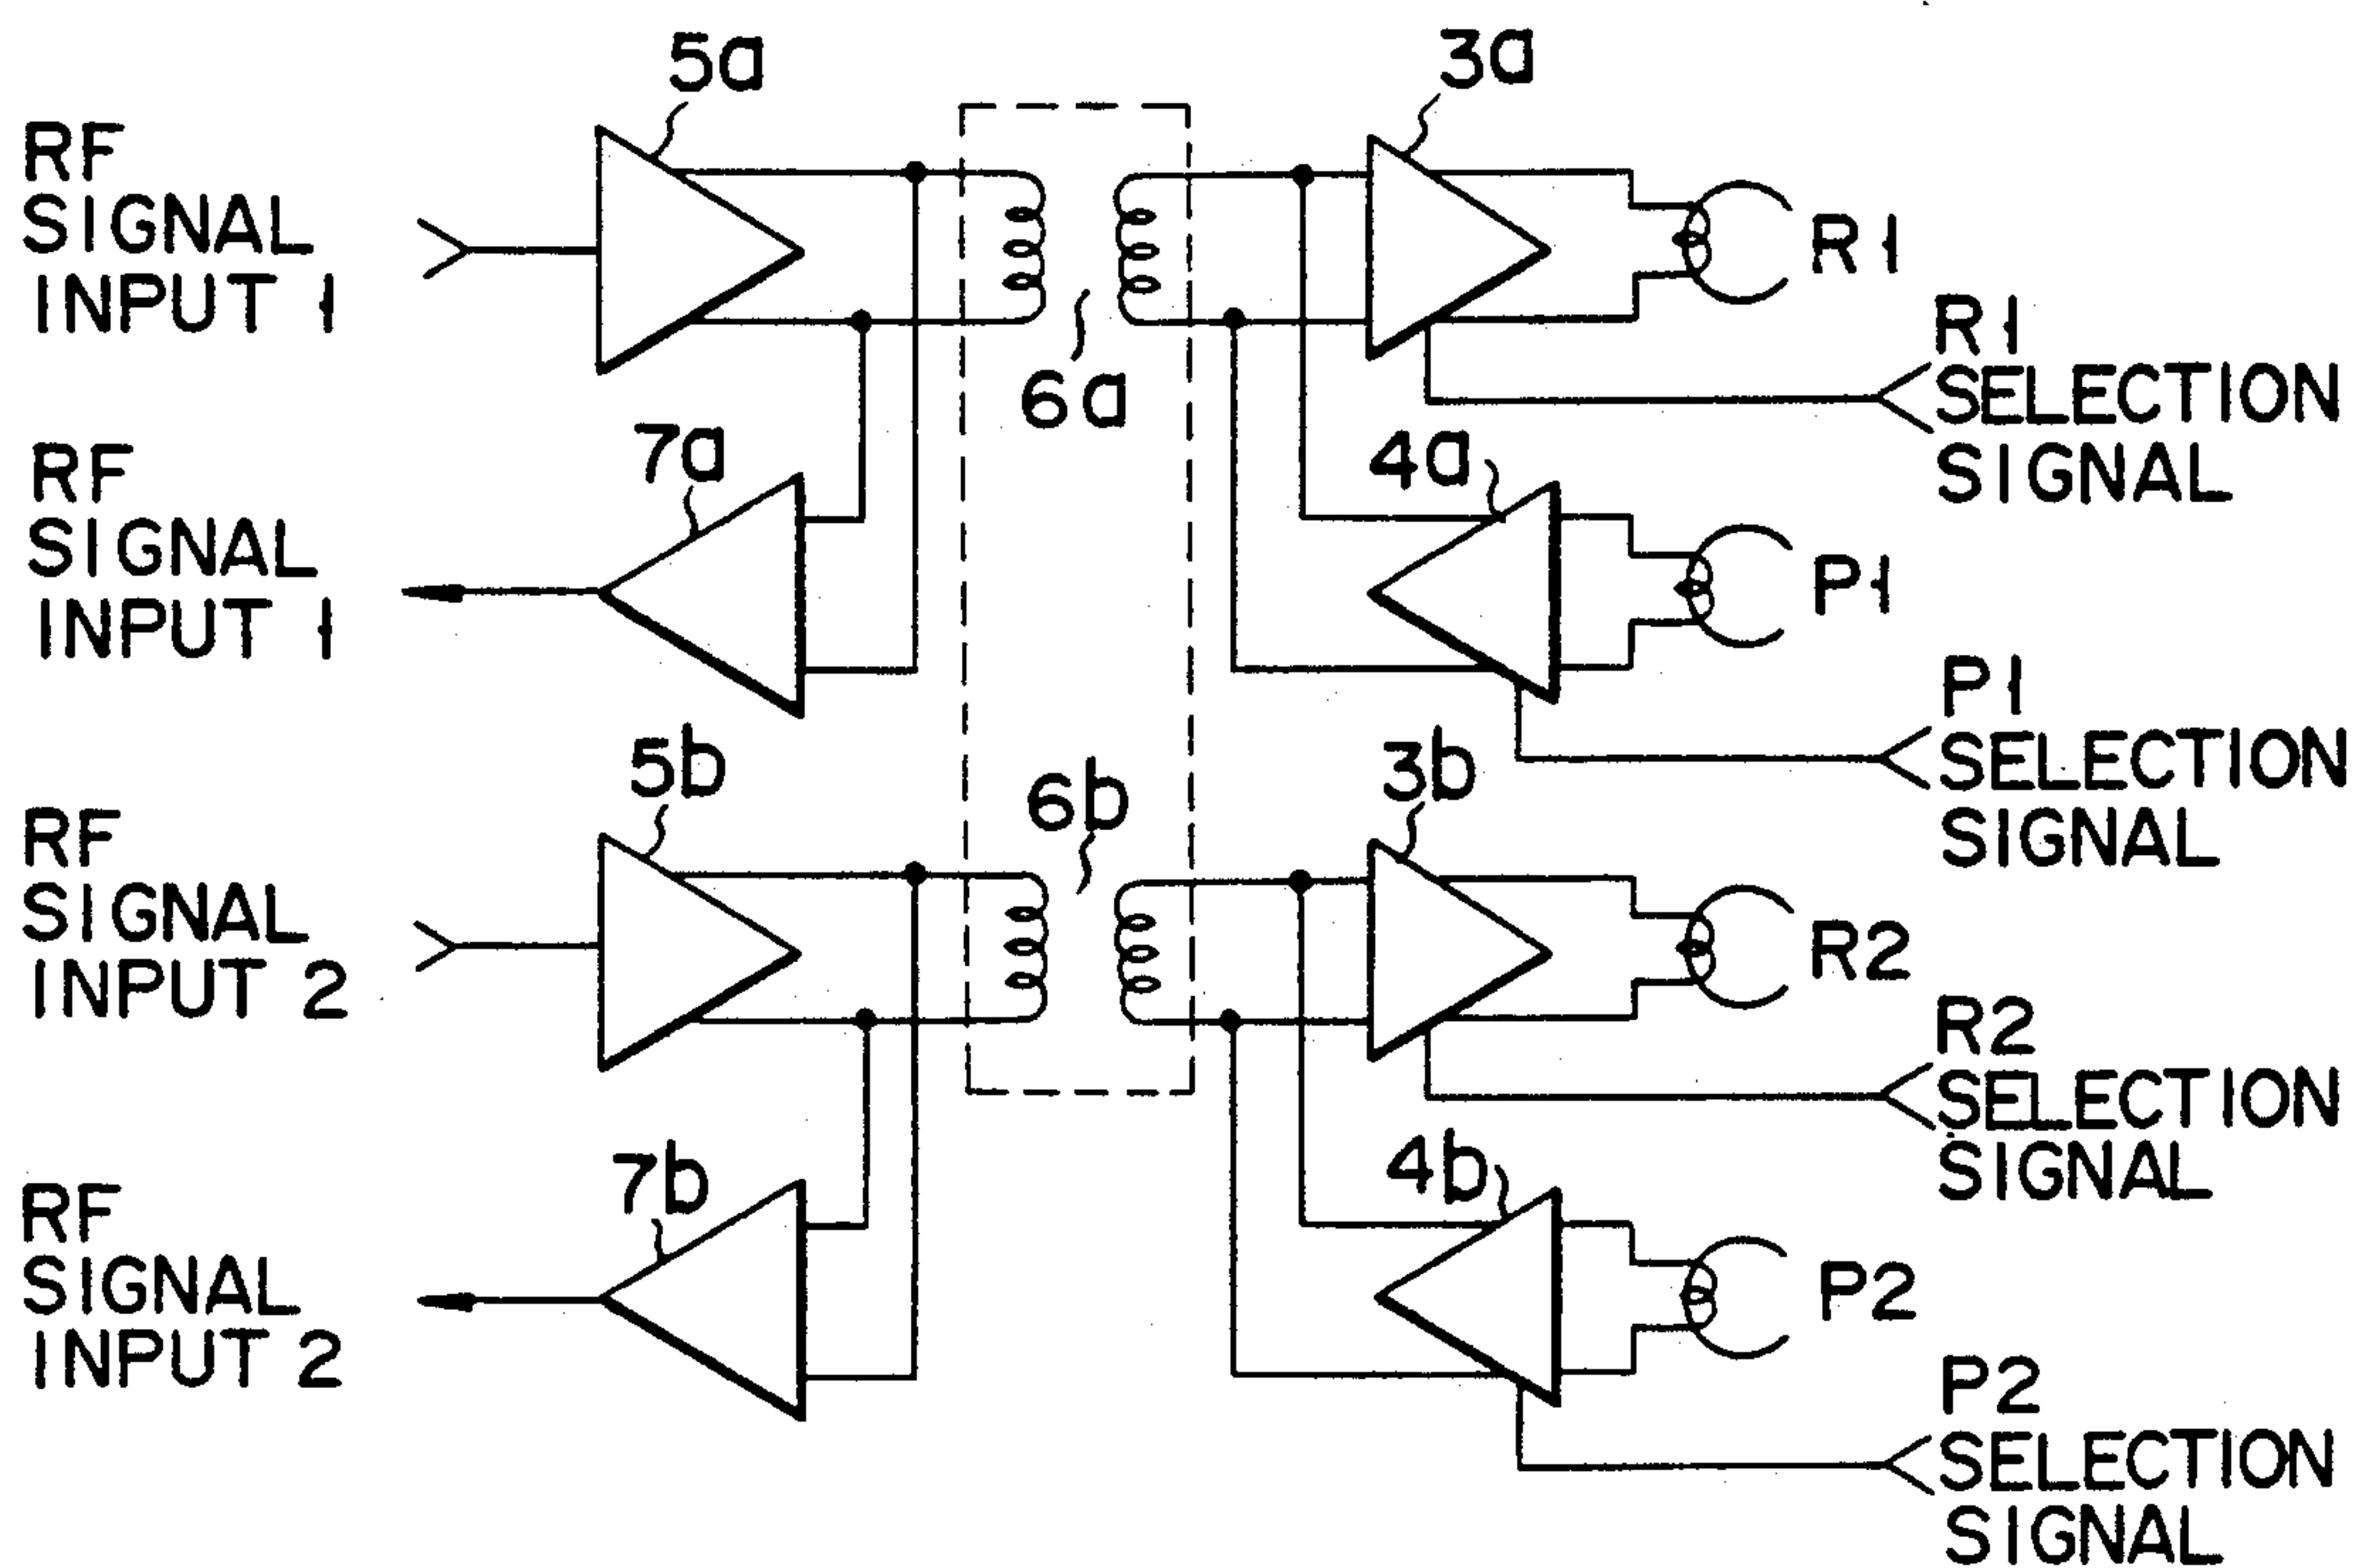 5a
3a
RF
SIGNAL
INPUT 1
R1
R1
SELECTION
SIGNAL
6a
7a
4a
RF
SIGNAL
INPUT 1
P1
P1
SELECTION
SIGNAL
5b
6b
3b
RF
SIGNAL
INPUT 2
R2
R2
SELECTION
SIGNAL
7b
4b
RF
SIGNAL
INPUT 2
P2
P2
SELECTION
SIGNAL